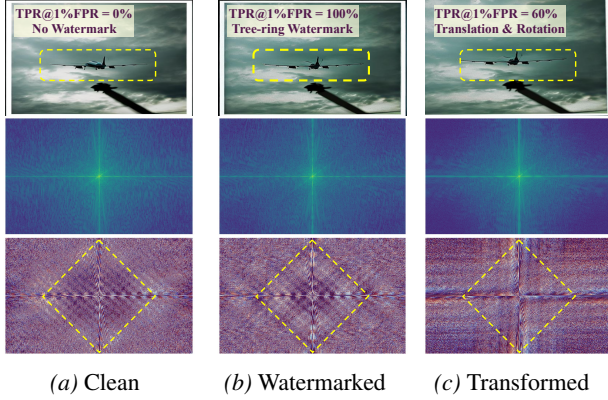 TPR@1%FPR = 0%
No Watermark
TPR@1%FPR = 100%
Tree-ring Watermark
TPR@1%FPR = 60%
Translation & Rotation
(a) Clean
(b) Watermarked
(c) Transformed